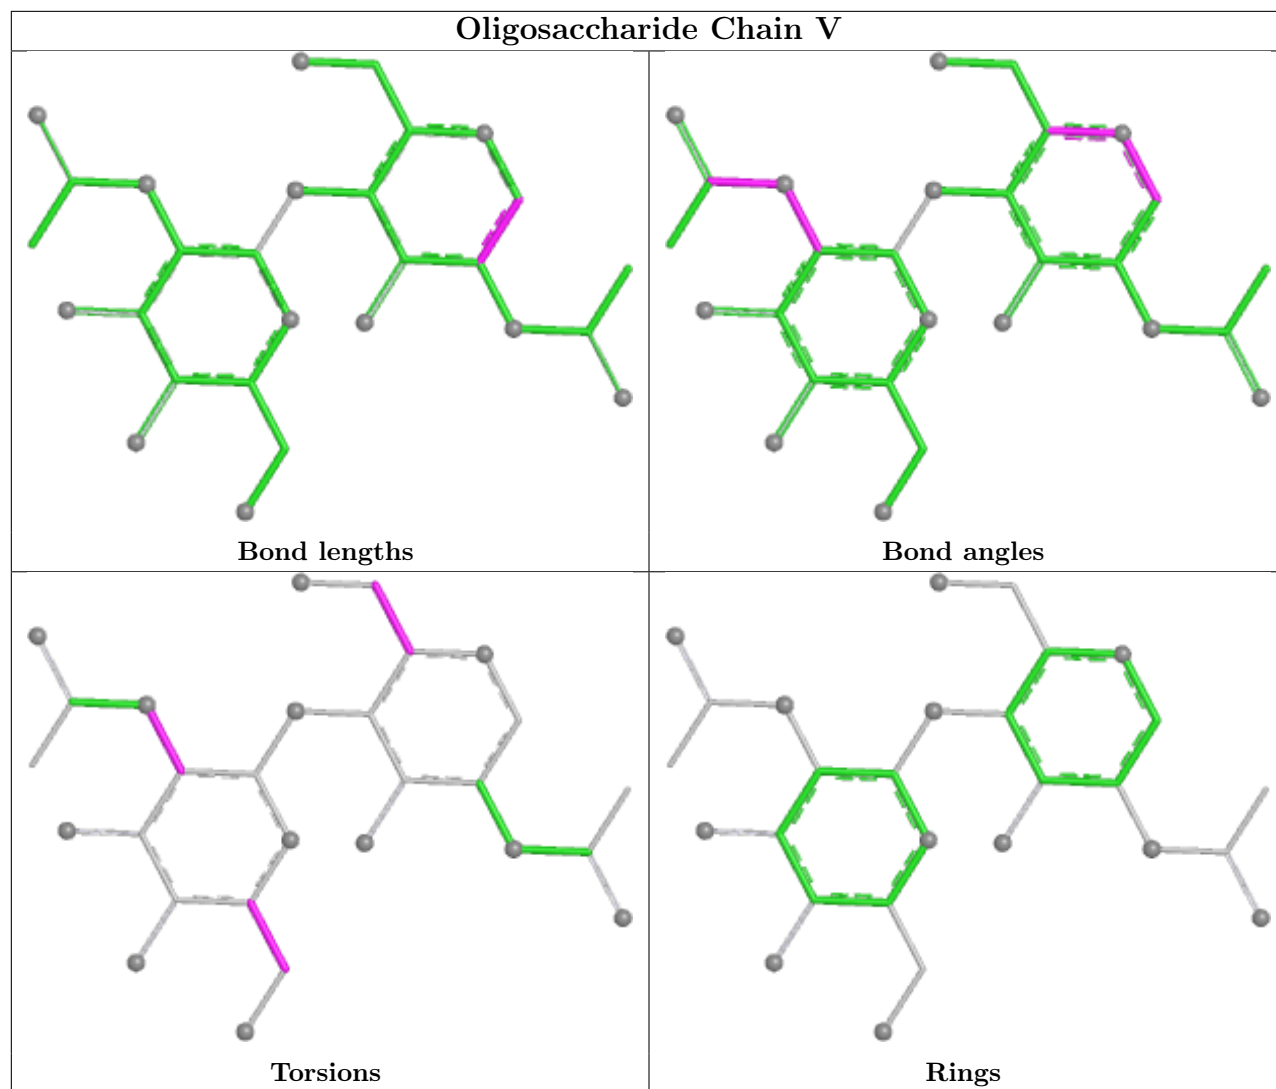 Oligosaccharide Chain V
Bond lengths
Bond angles
Torsions
Rings